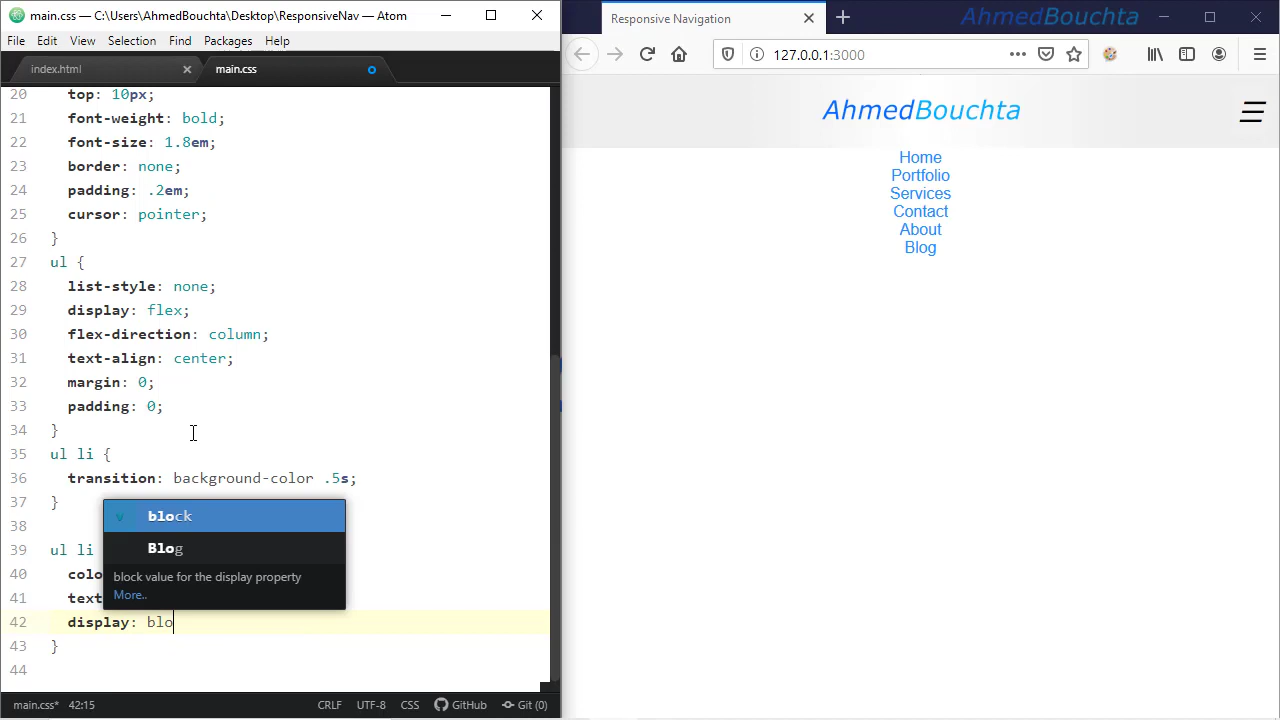 main.css — C:\Users\AhmedBouchta\Desktop\ResponsiveNav — Atom
File Edit View Selection Find Packages Help
index.html
main.css
20 top: 10px;
21 font-weight: bold;
22 font-size: 1.8em;
23 border: none;
24 padding: .2em;
25 cursor: pointer;
26 }
27 ul {
28 list-style: none;
29 display: flex;
30 flex-direction: column;
31 text-align: center;
32 margin: 0;
33 padding: 0;
34 }
35 ul li {
36 transition: background-color .5s;
37 }
38
39 ul li
40 colo
41 text
42 display: blo
43 }
44
block
Blog
block value for the display property
More..
main.css* 42:15 CRLF UTF-8 CSS GitHub Git (0)
Responsive Navigation
AhmedBouchta
127.0.0.1:3000
AhmedBouchta
Home
Portfolio
Services
Contact
About
Blog